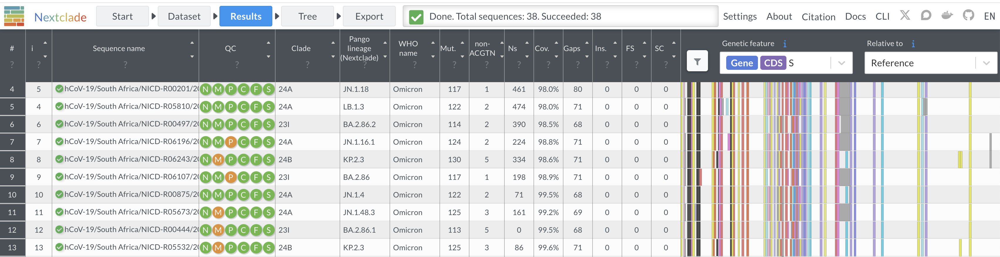 Nextclade Start Dataset Results Tree Export Done. Total sequences: 38. Succeeded: 38 Settings About Citation Docs CLI EN
# i Sequence name QC Clade Pango lineage (Nextclade) WHO name Mut. non-ACGTN Ns Cov. Gaps Ins. FS SC Genetic feature i Relative to i
? ? ? ? ? ? ? ? ? ? ? ? ? ? ? Gene CDS S Reference
4 5 hCoV-19/South Africa/NICD-R00201/20 N M P C F S 24A JN.1.18 Omicron 117 1 461 98.0% 80 0 0 0
5 4 hCoV-19/South Africa/NICD-R05810/20 N M P C F S 24A LB.1.3 Omicron 122 2 474 98.0% 71 0 0 0
6 6 hCoV-19/South Africa/NICD-R00497/20 N M P C F S 23I BA.2.86.2 Omicron 114 2 390 98.5% 68 0 0 0
7 7 hCoV-19/South Africa/NICD-R06196/20 N M P C F S 24A JN.1.16.1 Omicron 124 2 224 98.8% 71 0 0 0
8 8 hCoV-19/South Africa/NICD-R06243/20 N M P C F S 24B KP.2.3 Omicron 130 5 334 98.6% 71 0 0 0
9 9 hCoV-19/South Africa/NICD-R06107/20 N M P C F S 23I BA.2.86 Omicron 117 1 198 98.9% 71 0 0 0
10 10 hCoV-19/South Africa/NICD-R00875/20 N M P C F S 24A JN.1.4 Omicron 122 2 71 99.5% 68 0 0 0
11 11 hCoV-19/South Africa/NICD-R05673/20 N M P C F S 24A JN.1.48.3 Omicron 125 3 161 99.2% 69 0 0 0
12 12 hCoV-19/South Africa/NICD-R00444/20 N M P C F S 23I BA.2.86.1 Omicron 113 5 0 99.5% 68 0 0 0
13 13 hCoV-19/South Africa/NICD-R05532/20 N M P C F S 24B KP.2.3 Omicron 125 3 86 99.6% 71 0 0 0